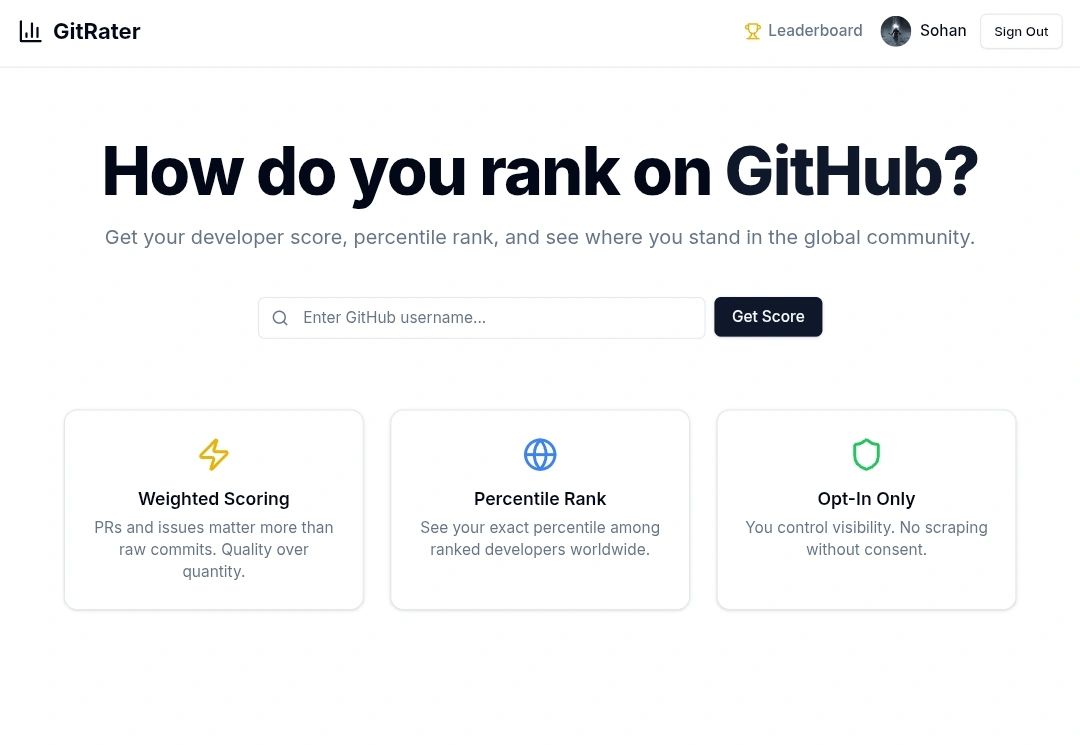 GitRater
Leaderboard
Sohan
Sign Out
How do you rank on GitHub?
Get your developer score, percentile rank, and see where you stand in the global community.
Enter GitHub username...
Get Score
Weighted Scoring
PRs and issues matter more than
raw commits. Quality over
quantity.
Percentile Rank
See your exact percentile among
ranked developers worldwide.
Opt-In Only
You control visibility. No scraping
without consent.